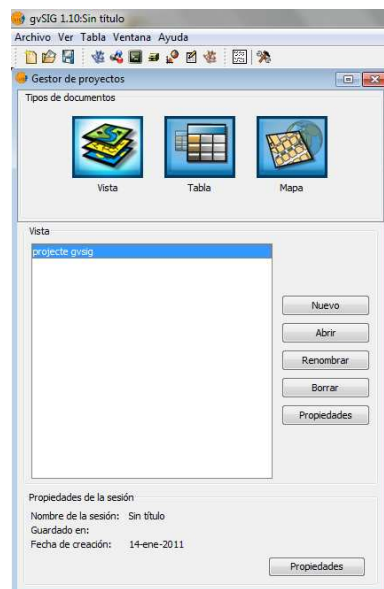 gvSIG 1.10:Sin título
Archivo Ver Tabla Ventana Ayuda
Gestor de proyectos
Tipos de documentos
Vista Tabla Mapa
Vista
projecte gvsig
Nuevo
Abrir
Renombrar
Borrar
Propiedades
Propiedades de la sesión
Nombre de la sesión: Sin título
Guardado en:
Fecha de creación: 14-ene-2011
Propiedades